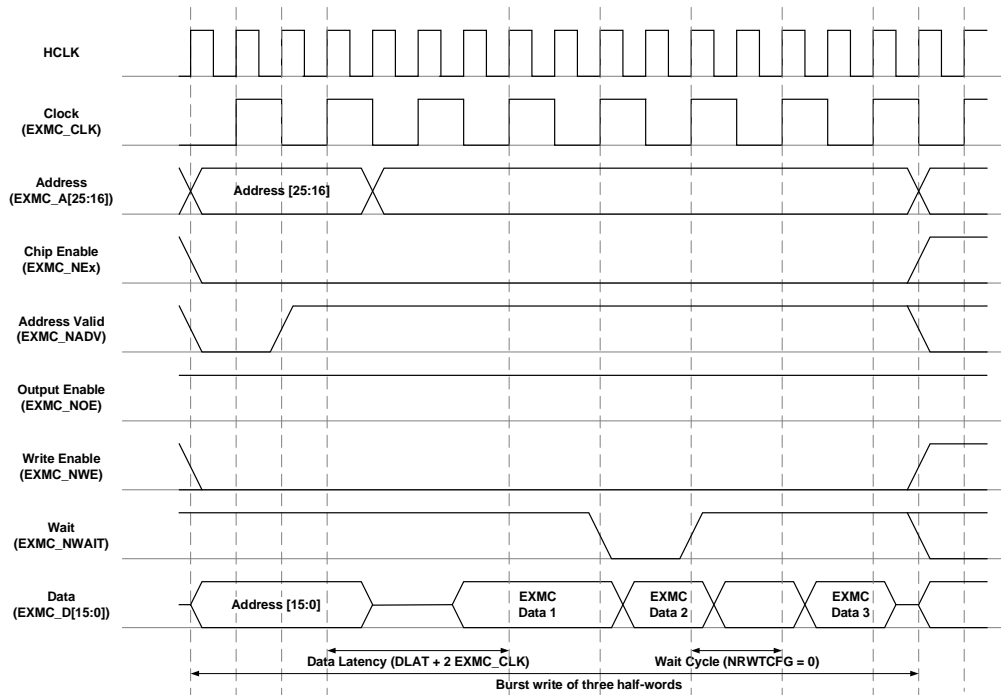 HCLK
Clock
(EXMC_CLK)
Address
(EXMC_A[25:16])
Address [25:16]
Chip Enable
(EXMC_NEx)
Address Valid
(EXMC_NADV)
Output Enable
(EXMC_NOE)
Write Enable
(EXMC_NWE)
Wait
(EXMC_NWAIT)
Data
(EXMC_D[15:0])
Address [15:0]
EXMC
Data 1
EXMC
Data 2
EXMC
Data 3
Data Latency (DLAT + 2 EXMC_CLK)
Wait Cycle (NRWTCFG = 0)
Burst write of three half-words